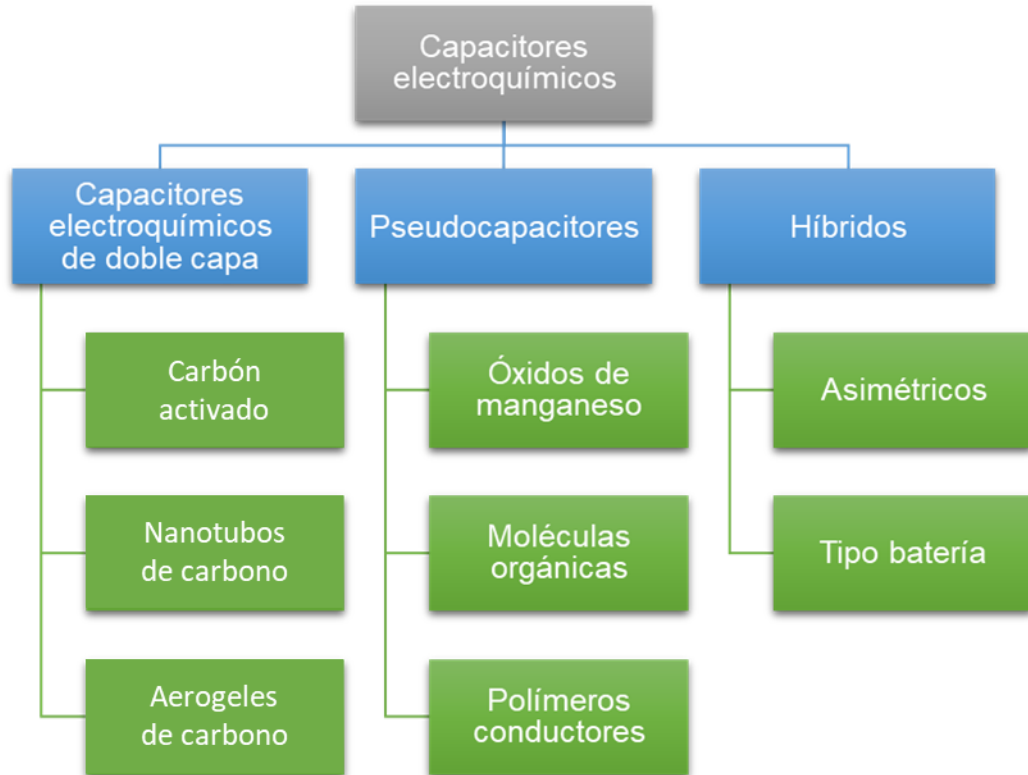 Capacitores
electroquímicos
Capacitores
electroquímicos
de doble capa
Pseudocapacitores
Híbridos
Carbón
activado
Óxidos de
manganeso
Asimétricos
Nanotubos
de carbono
Moléculas
orgánicas
Tipo batería
Aerogeles
de carbono
Polímeros
conductores